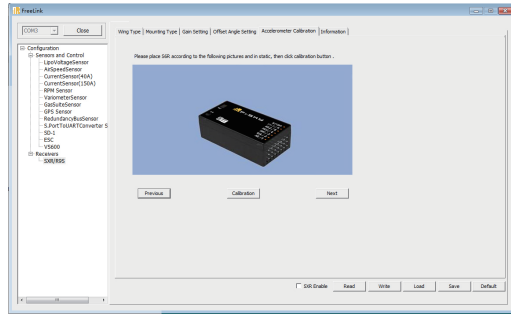 FreeLink
COM3
Close
Configuration
Sensors and Control
LipoVoltageSensor
AirSpeedSensor
CurrentSensor(40A)
CurrentSensor(150A)
RPM Sensor
VariometerSensor
GasSuiteSensor
GPS Sensor
RedundancyBusSensor
S.PortToUARTConverter S
SD-1
ESC
VS600
Receivers
SXR/R9S
Wing Type | Mounting Type | Gain Setting | Offset Angle Setting | Accelerometer Calibration | Information
Please place S6R according to the following pictures and in static, then click calibration button .
Previous
Calibration
Next
SXR Enable
Read
Write
Load
Save
Default